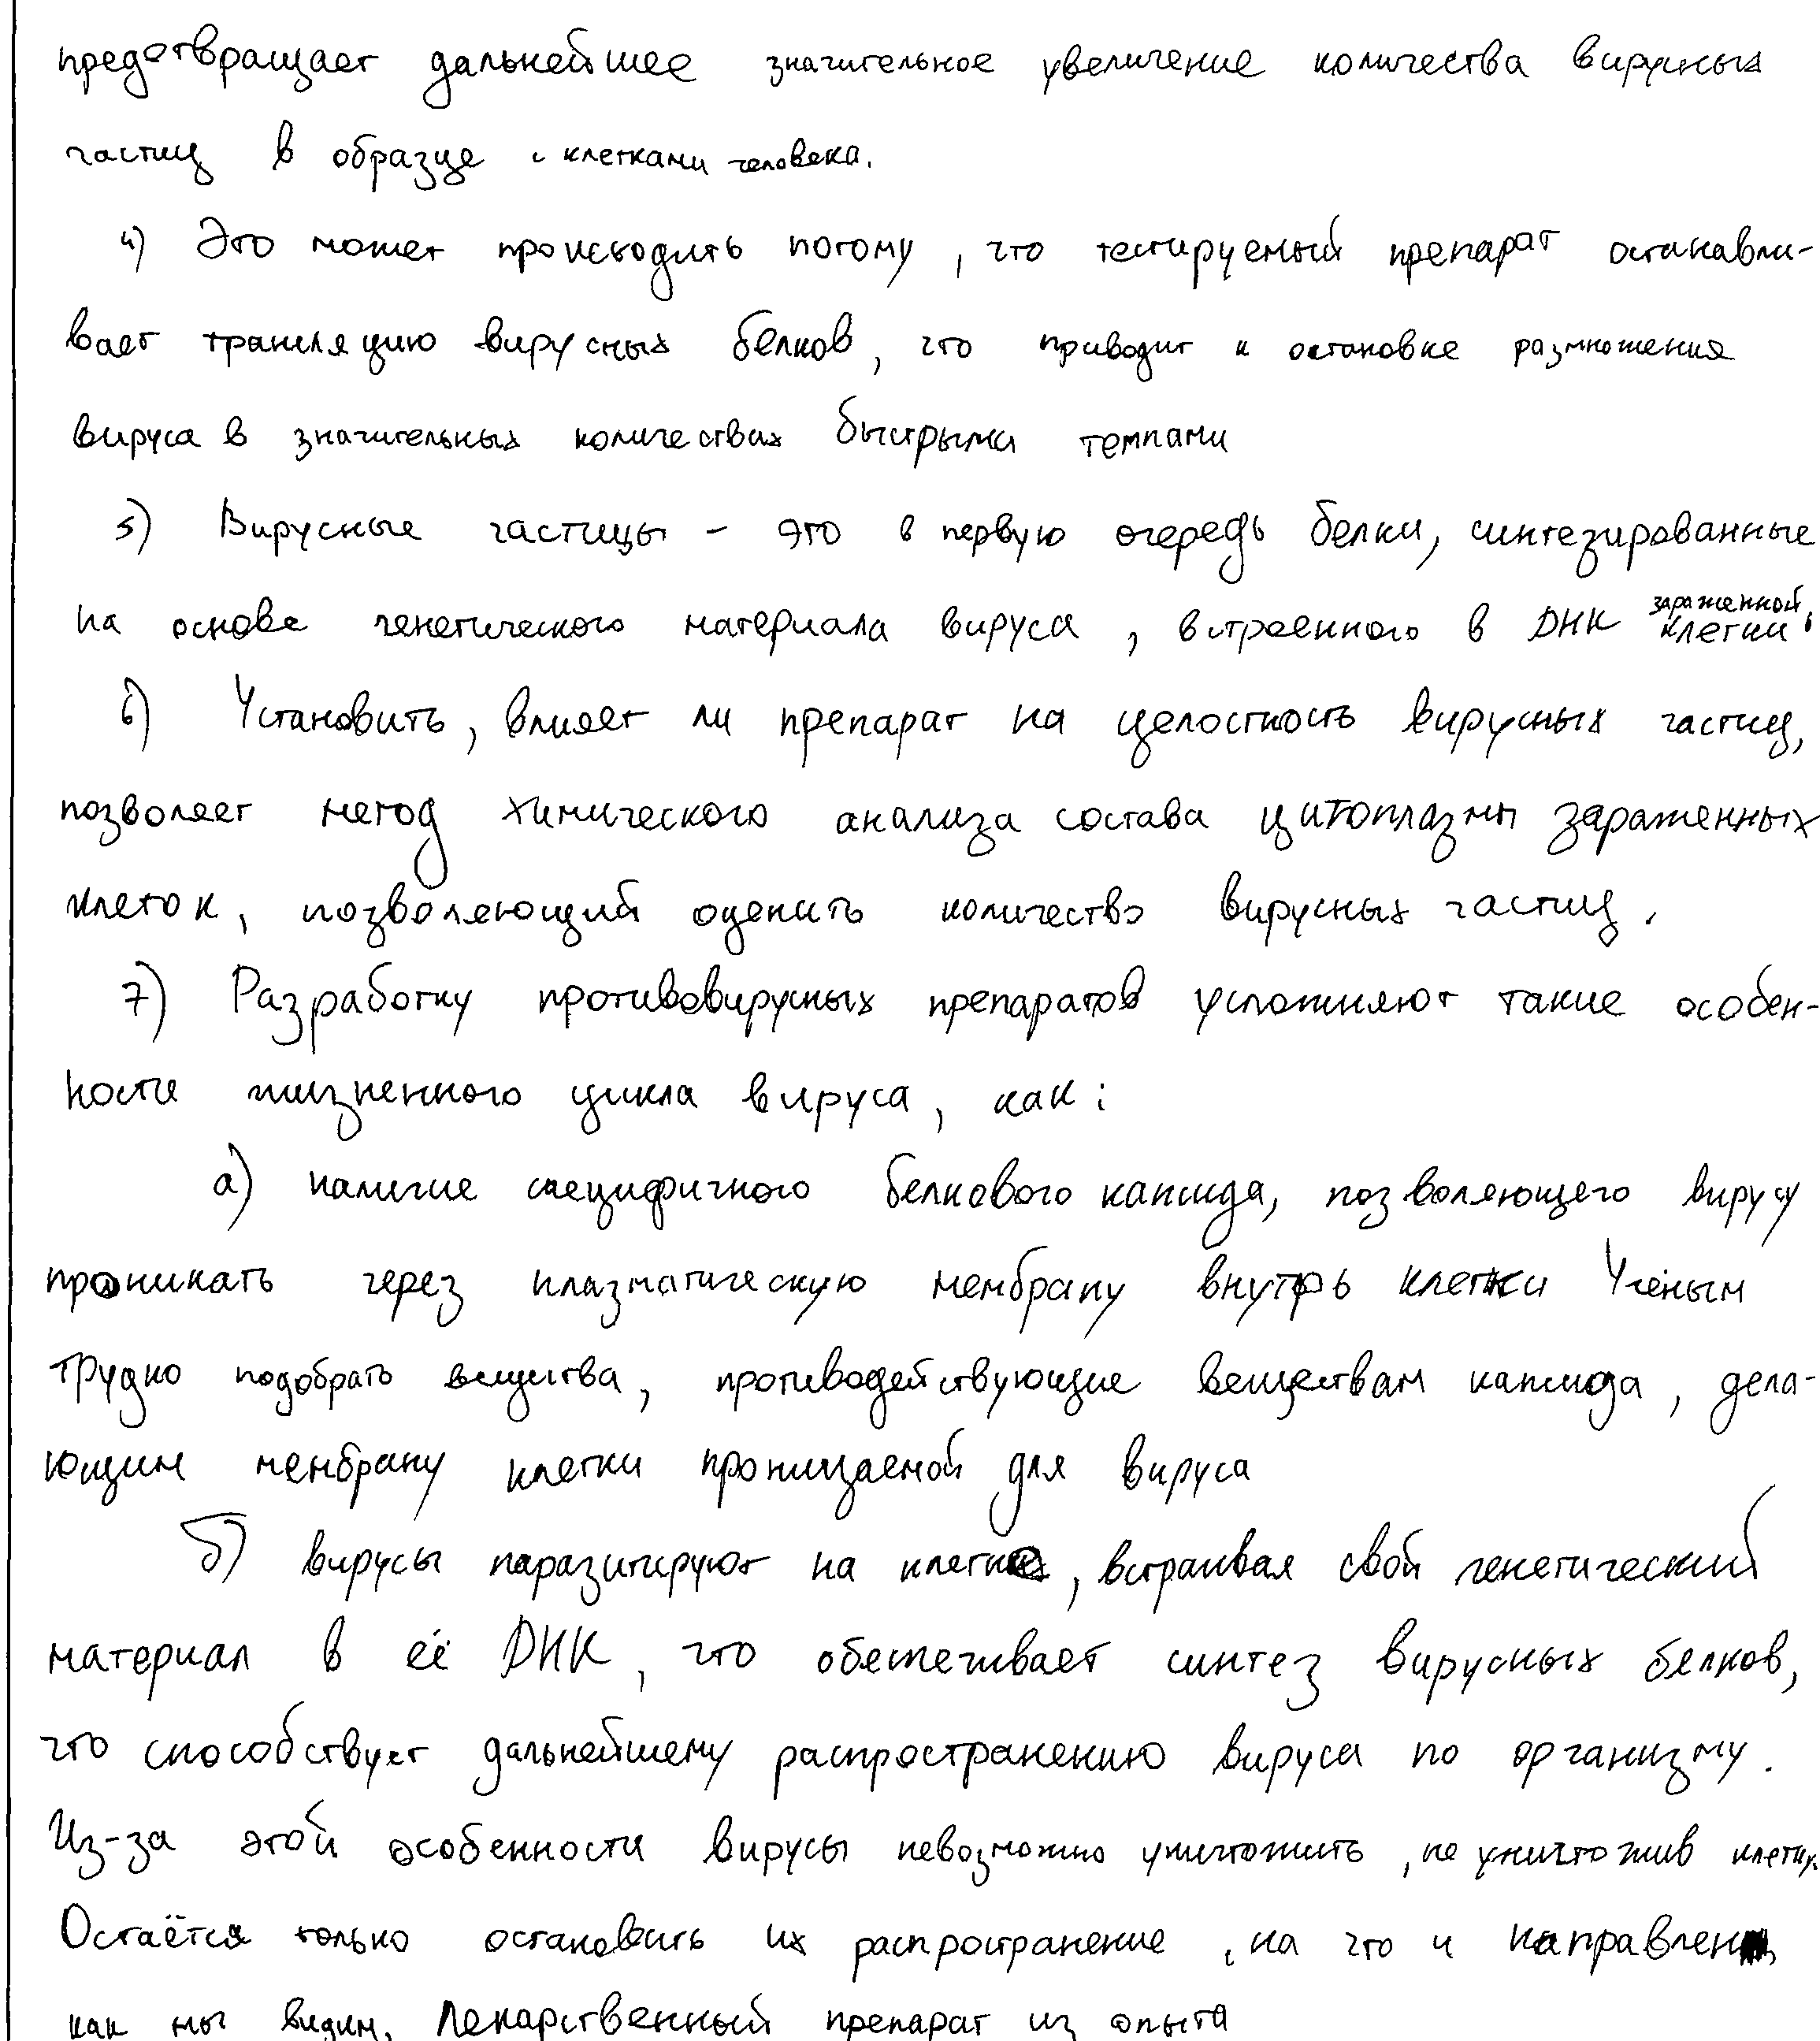 предотвращает дальнейшее значительное увеличение количества вирусных
частиц в образце с клетками человека.
4) Это может происходить потому, что тестируемый препарат останавли-
вает трансляцию вирусных белков, что приводит к остановке размножения
вируса в значительных количествах быстрыми темпами
5) Вирусные частицы – это в первую очередь белки, синтезированные
на основе генетического материала вируса, встроенного в ДНК зараженной клетки.
6) Установить, влияет ли препарат на целостность вирусных частиц,
позволяет метод химического анализа состава цитоплазмы зараженных
клеток, позволяющий оценить количество вирусных частиц.
7) Разработку противовирусных препаратов усложняют такие особен-
ности жизненного цикла вируса, как:
а) наличие специфичного белкового капсида, позволяющего вирусу
проникать через плазматическую мембрану внутрь клетки Учёным
трудно подобрать вещества, противодействующие веществам капсида, дела-
ющим мембрану клетки проницаемой для вируса
б) вирусы паразитируют на клетке, встраивая свой генетический
материал в её ДНК, что обеспечивает синтез вирусных белков,
что способствует дальнейшему распространению вируса по организму.
Из-за этой особенности вирусы невозможно уничтожить, не уничтожив клетку.
Остаётся только остановить их распространение, на что и направлен,
как мы видим, лекарственный препарат из опыта